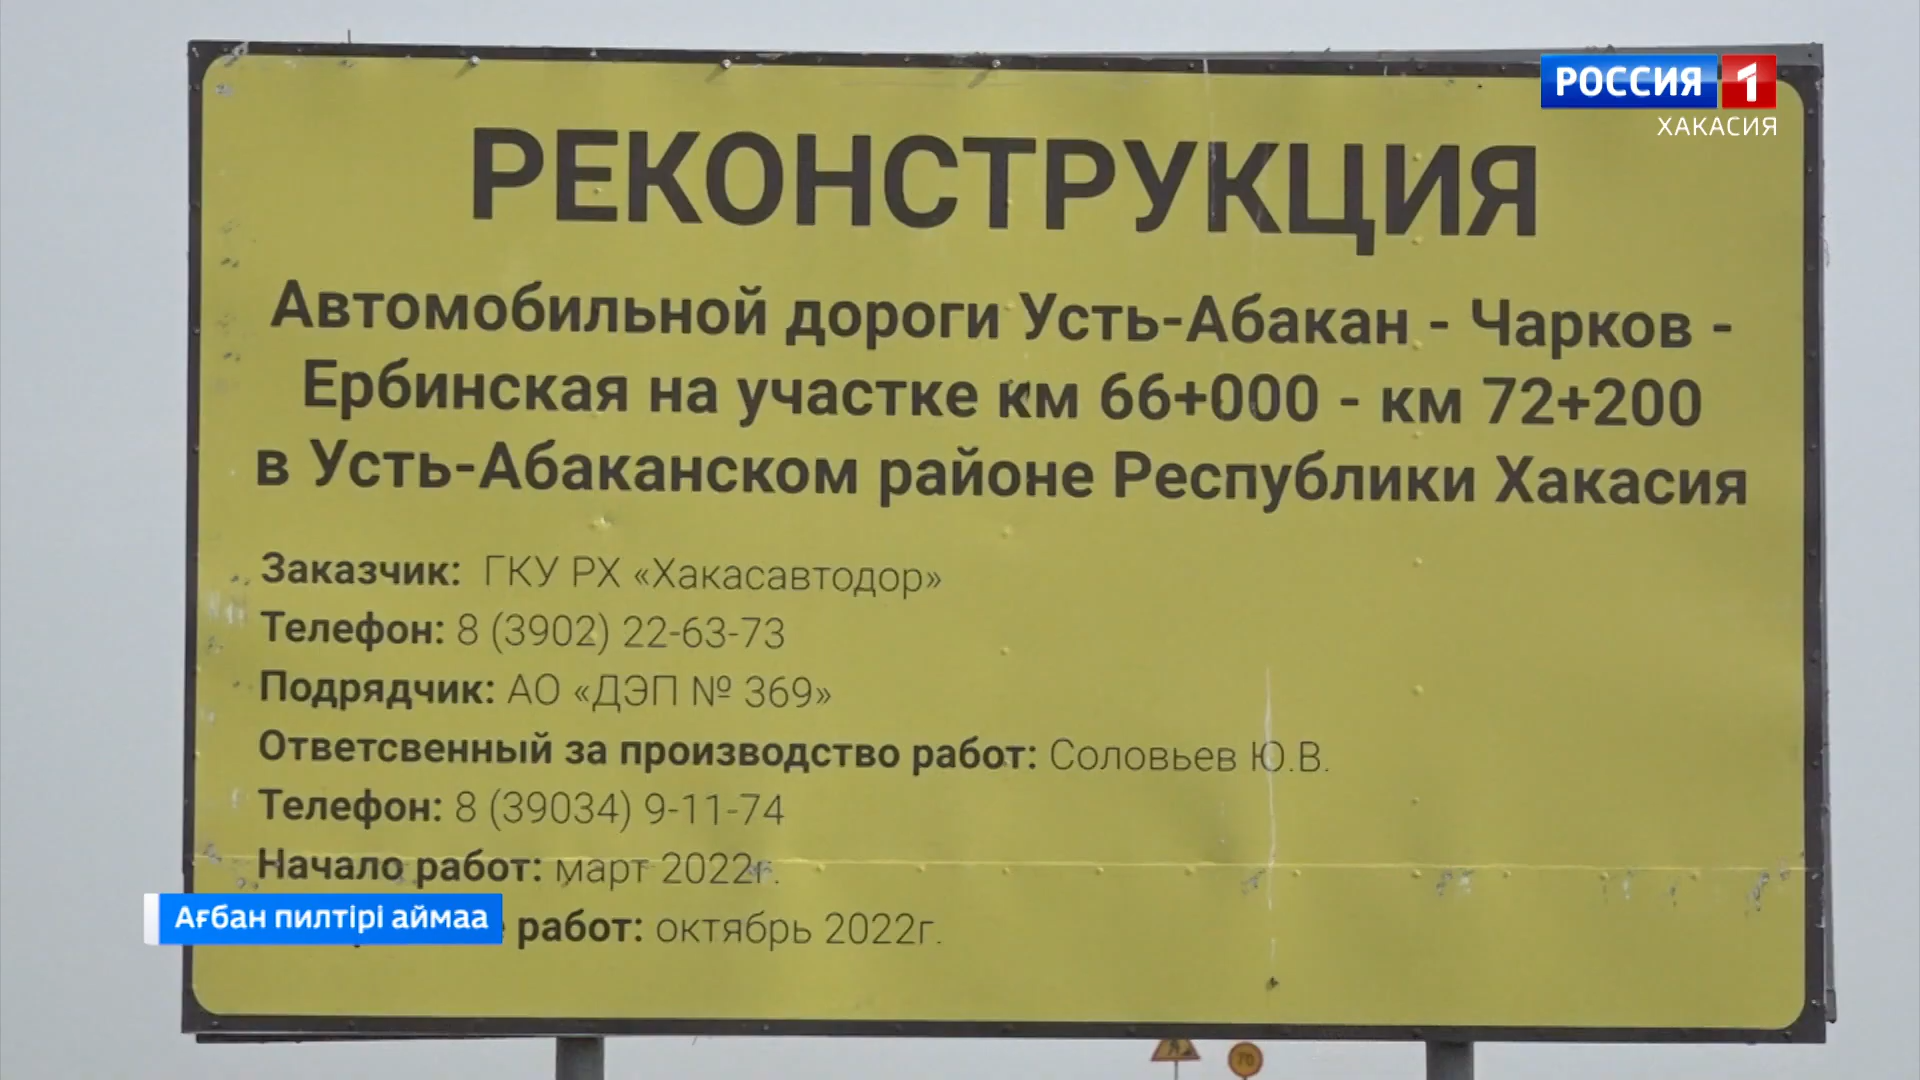 РОССИЯ 1
ХАКАСИЯ
РЕКОНСТРУКЦИЯ
Автомобильной дороги Усть-Абакан - Чарков -
Ербинская на участке км 66+000 - км 72+200
в Усть-Абаканском районе Республики Хакасия
Заказчик: ГКУ РХ «Хакасавтодор»
Телефон: 8 (3902) 22-63-73
Подрядчик: АО «ДЭП № 369»
Ответсвенный за производство работ: Соловьев Ю.В.
Телефон: 8 (39034) 9-11-74
Начало работ: март 2022г.
работ: октябрь 2022г.
Ағбан пилтірі аймаа
70